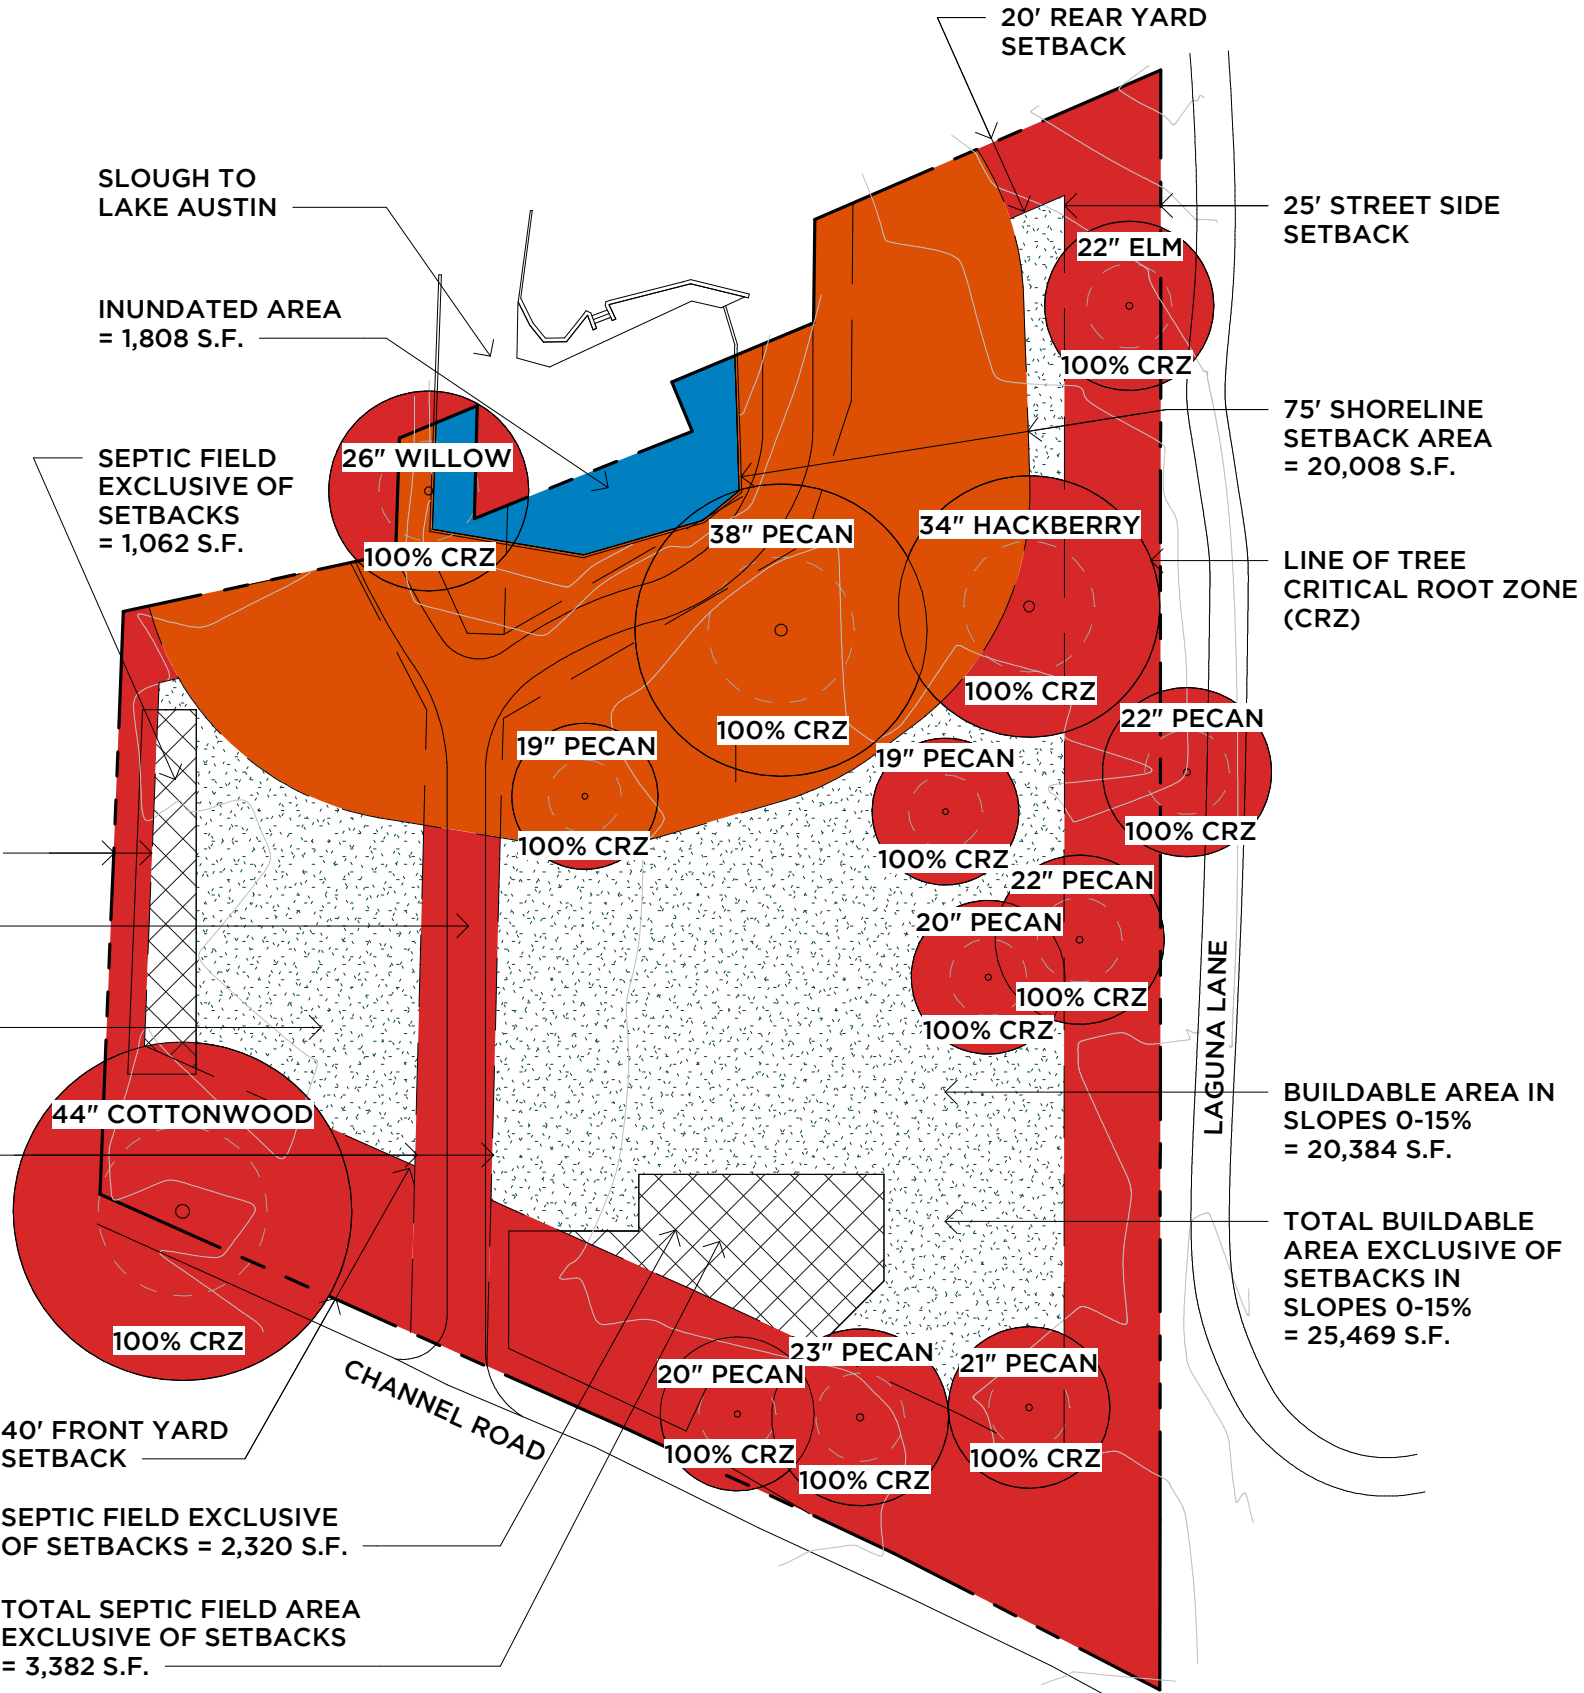 20' REAR YARD
SETBACK
SLOUGH TO
LAKE AUSTIN
25' STREET SIDE
SETBACK
22" ELM
100% CRZ
INUNDATED AREA
= 1,808 S.F.
75' SHORELINE
SETBACK AREA
= 20,008 S.F.
SEPTIC FIELD
EXCLUSIVE OF
SETBACKS
= 1,062 S.F.
26" WILLOW
100% CRZ
38" PECAN
100% CRZ
34" HACKBERRY
100% CRZ
LINE OF TREE
CRITICAL ROOT ZONE
(CRZ)
22" PECAN
100% CRZ
19" PECAN
100% CRZ
19" PECAN
100% CRZ
22" PECAN
100% CRZ
20" PECAN
100% CRZ
LAGUNA LANE
44" COTTONWOOD
100% CRZ
BUILDABLE AREA IN
SLOPES 0-15%
= 20,384 S.F.
TOTAL BUILDABLE
AREA EXCLUSIVE OF
SETBACKS IN
SLOPES 0-15%
= 25,469 S.F.
20" PECAN
100% CRZ
23" PECAN
100% CRZ
21" PECAN
100% CRZ
CHANNEL ROAD
40' FRONT YARD
SETBACK
SEPTIC FIELD EXCLUSIVE
OF SETBACKS = 2,320 S.F.
TOTAL SEPTIC FIELD AREA
EXCLUSIVE OF SETBACKS
= 3,382 S.F.